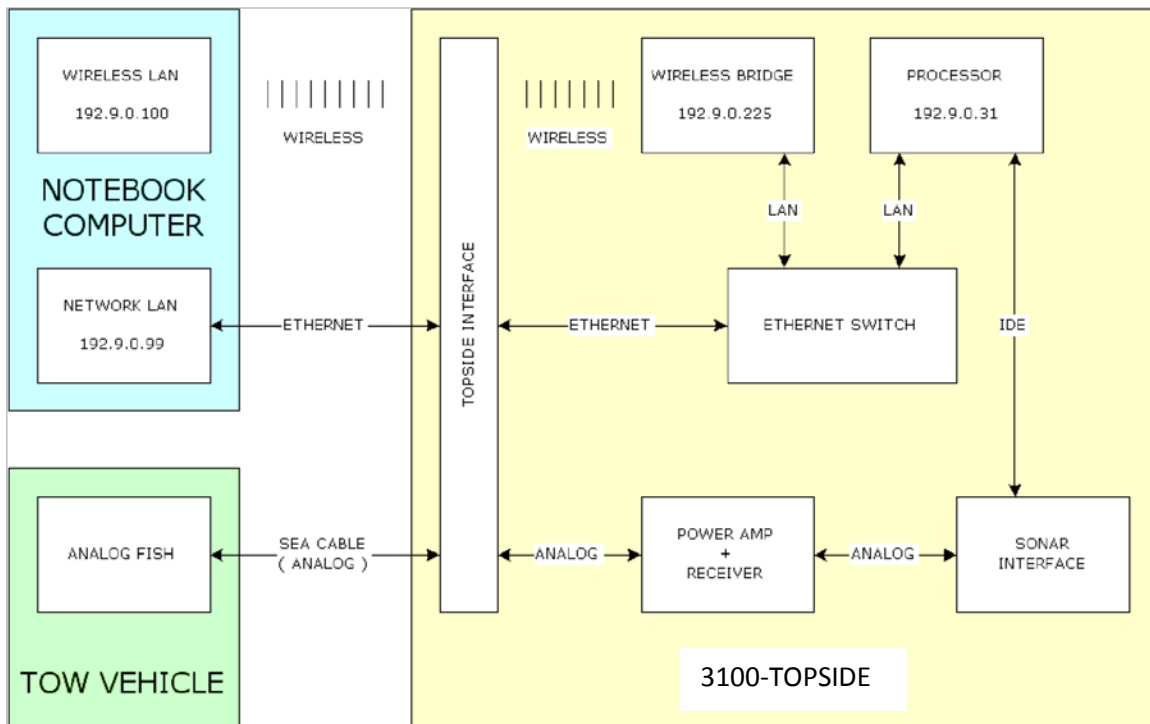 WIRELESS LAN
192.9.0.100
NOTEBOOK
COMPUTER
NETWORK LAN
192.9.0.99
WIRELESS
ETHERNET
ANALOG FISH
TOW VEHICLE
SEA CABLE
( ANALOG )
TOPSIDE INTERFACE
WIRELESS
WIRELESS BRIDGE
192.9.0.225
PROCESSOR
192.9.0.31
LAN
LAN
ETHERNET
ETHERNET SWITCH
IDE
ANALOG
POWER AMP
+
RECEIVER
ANALOG
SONAR
INTERFACE
3100-TOPSIDE